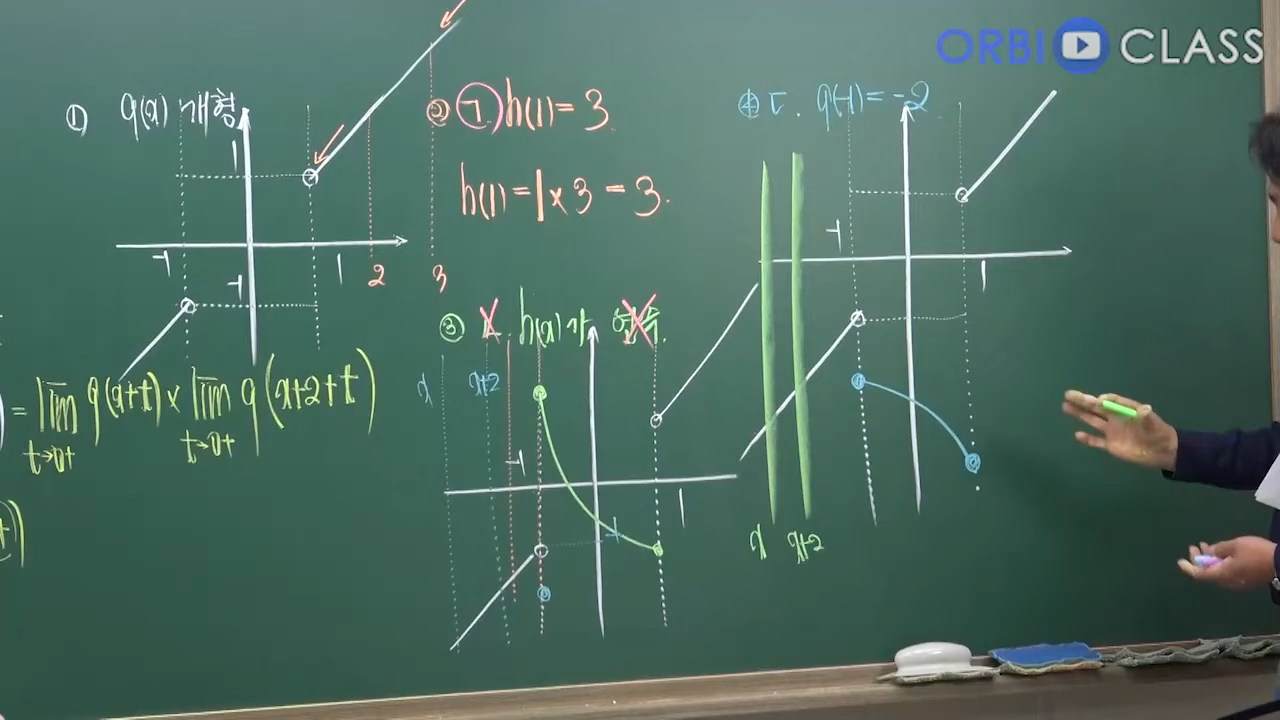 ORBI CLASS
① g(x) 개형
1
-1
1
-1
2
3
② ㄱ. h(1) = 3.
h(1) = 1 × 3 = 3.
= lim g(x+t) × lim g(x+2+t)
t→0+ t→0+
③ ㄴ. h(x)가
x
x+2
-1
1
④ ㄷ. g(-1) = -2
-1
1
x
x+2